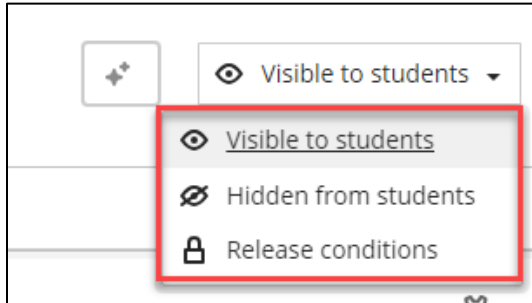 Visible to students
Visible to students
Hidden from students
Release conditions